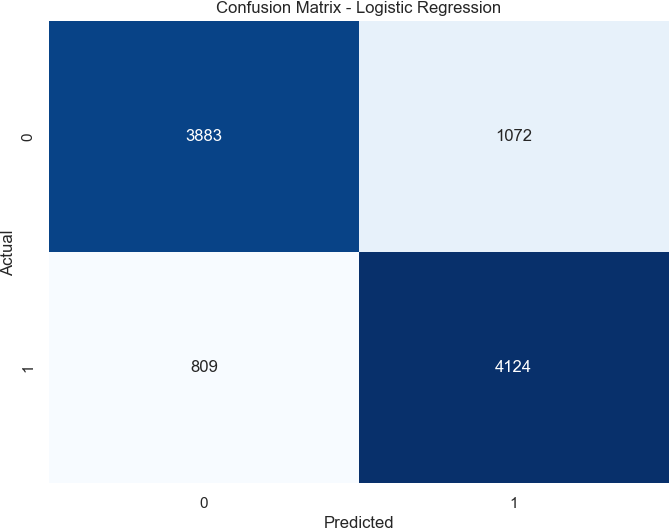 Confusion Matrix - Logistic Regression
0
3883
1072
Actual
1
809
4124
0
1
Predicted